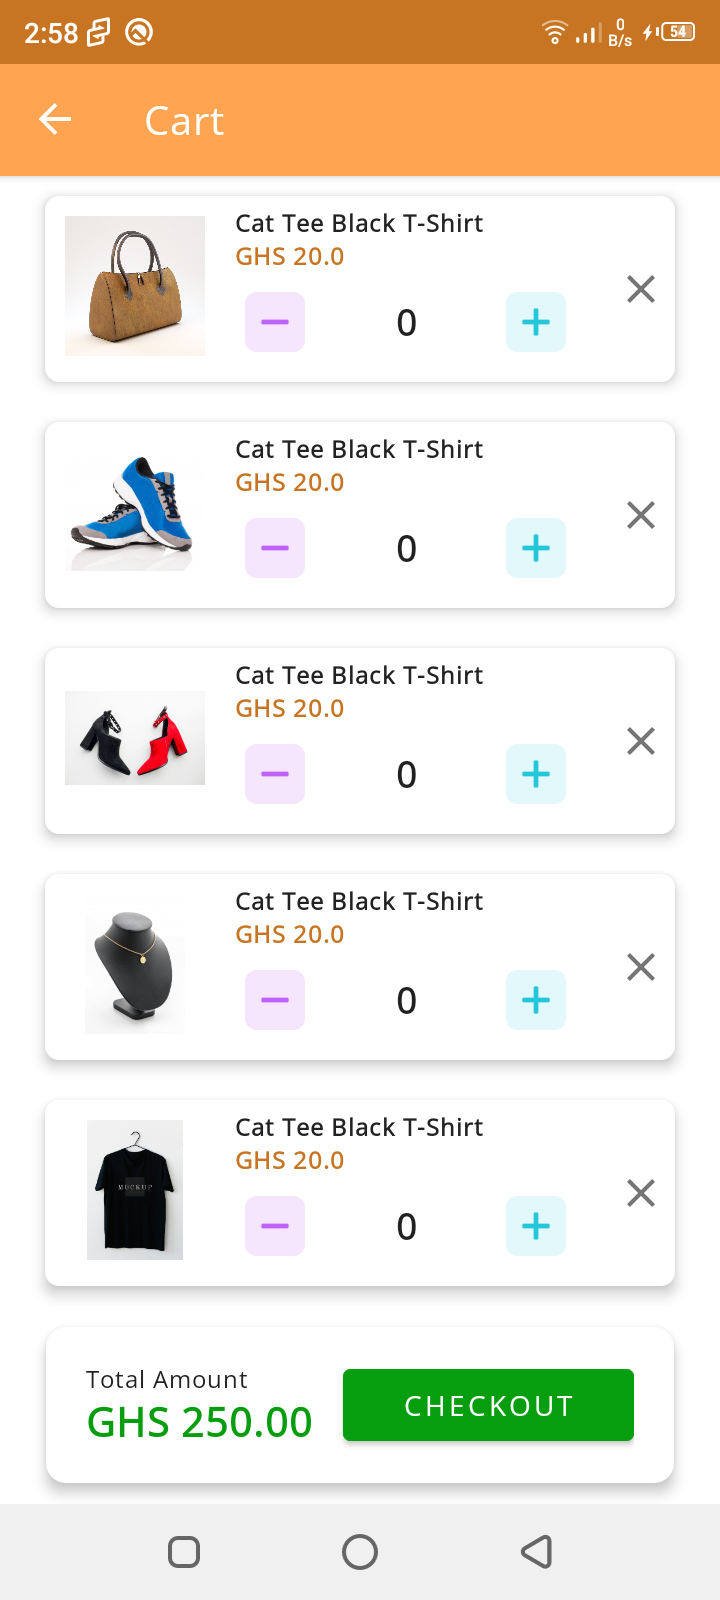 2:58
0
B/s
54
Cart
Cat Tee Black T-Shirt
GHS 20.0
0
Cat Tee Black T-Shirt
GHS 20.0
0
Cat Tee Black T-Shirt
GHS 20.0
0
Cat Tee Black T-Shirt
GHS 20.0
0
Cat Tee Black T-Shirt
GHS 20.0
MOCKUP
0
Total Amount
GHS 250.00
CHECKOUT